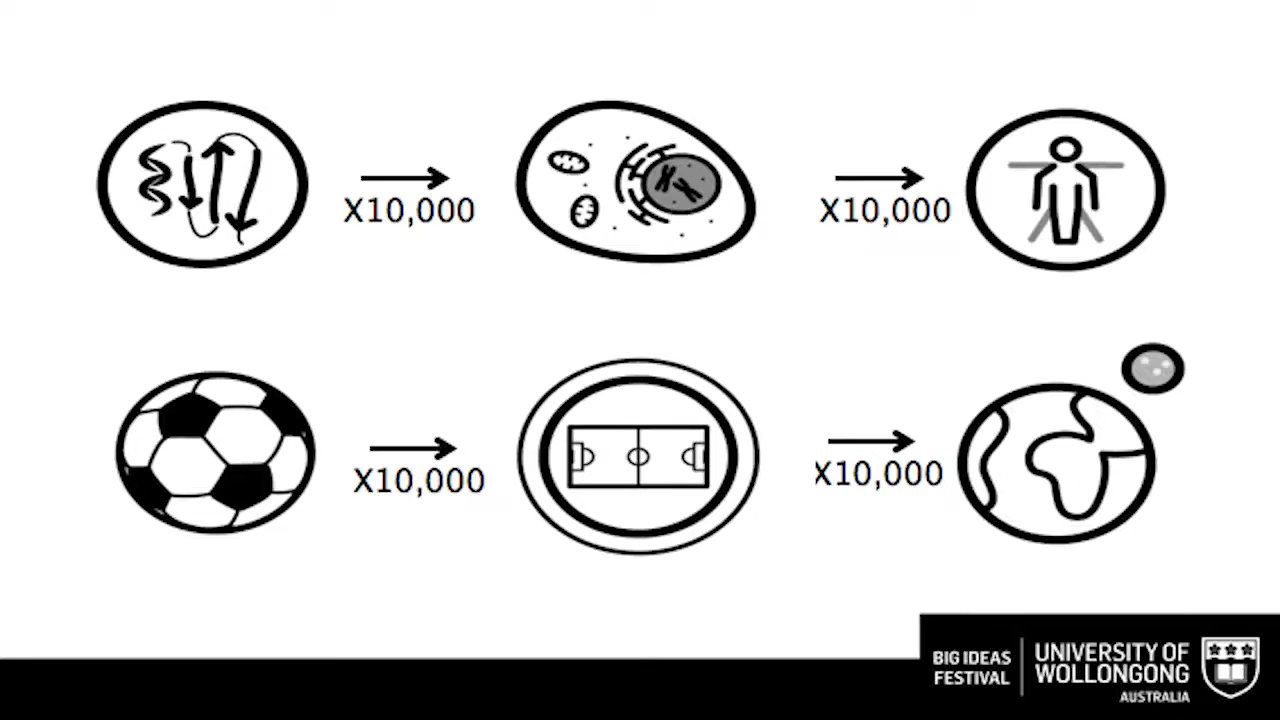 X10,000
X10,000
X10,000
X10,000
BIG IDEAS
FESTIVAL
UNIVERSITY OF
WOLLONGONG
AUSTRALIA